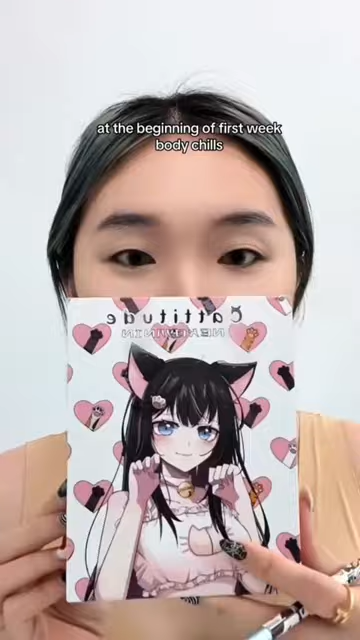 at the beginning of first week
body chills
Cattitude